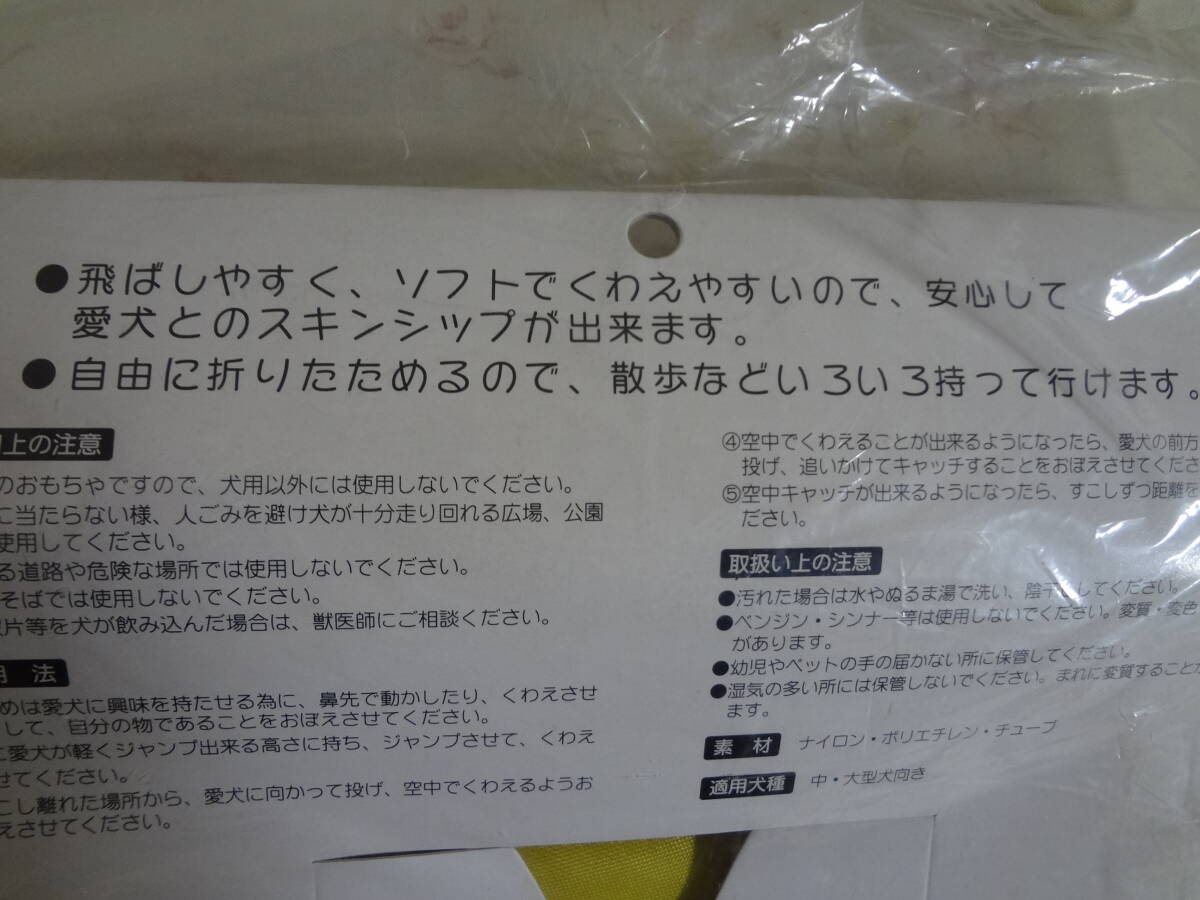 ●飛ばしやすく、ソフトでくわえやすいので、安心して
愛犬とのスキンシップが出来ます。
●自由に折りたためるので、散歩などいろいろ持って行けます。
上の注意
のおもちゃですので、犬用以外には使用しないでください。
に当たらない様、人ごみを避け犬が十分走り回れる広場、公園
使用してください。
る道路や危険な場所では使用しないでください。
そばでは使用しないでください。
片等を犬が飲み込んだ場合は、獣医師にご相談ください。
用法
めは愛犬に興味を持たせる為に、鼻先で動かしたり、くわえさせ
して、自分の物であることをおぼえさせてください。
に愛犬が軽くジャンプ出来る高さに持ち、ジャンプさせて、くわえ
せてください。
こし離れた場所から、愛犬に向かって投げ、空中でくわえるようお
えさせてください。
④空中でくわえることが出来るようになったら、愛犬の前方
投げ、追いかけてキャッチすることをおぼえさせてくださ
⑤空中キャッチが出来るようになったら、すこしずつ距離を
ださい。
取扱い上の注意
●汚れた場合は水やぬるま湯で洗い、陰干ししてください。
●ベンジン・シンナー等は使用しないでください。変質・変色
があります。
●幼児やペットの手の届かない所に保管してください。
●湿気の多い所には保管しないでください。まれに変質することが
ます。
素材 ナイロン・ポリエチレン・チューブ
適用犬種 中・大型犬向き